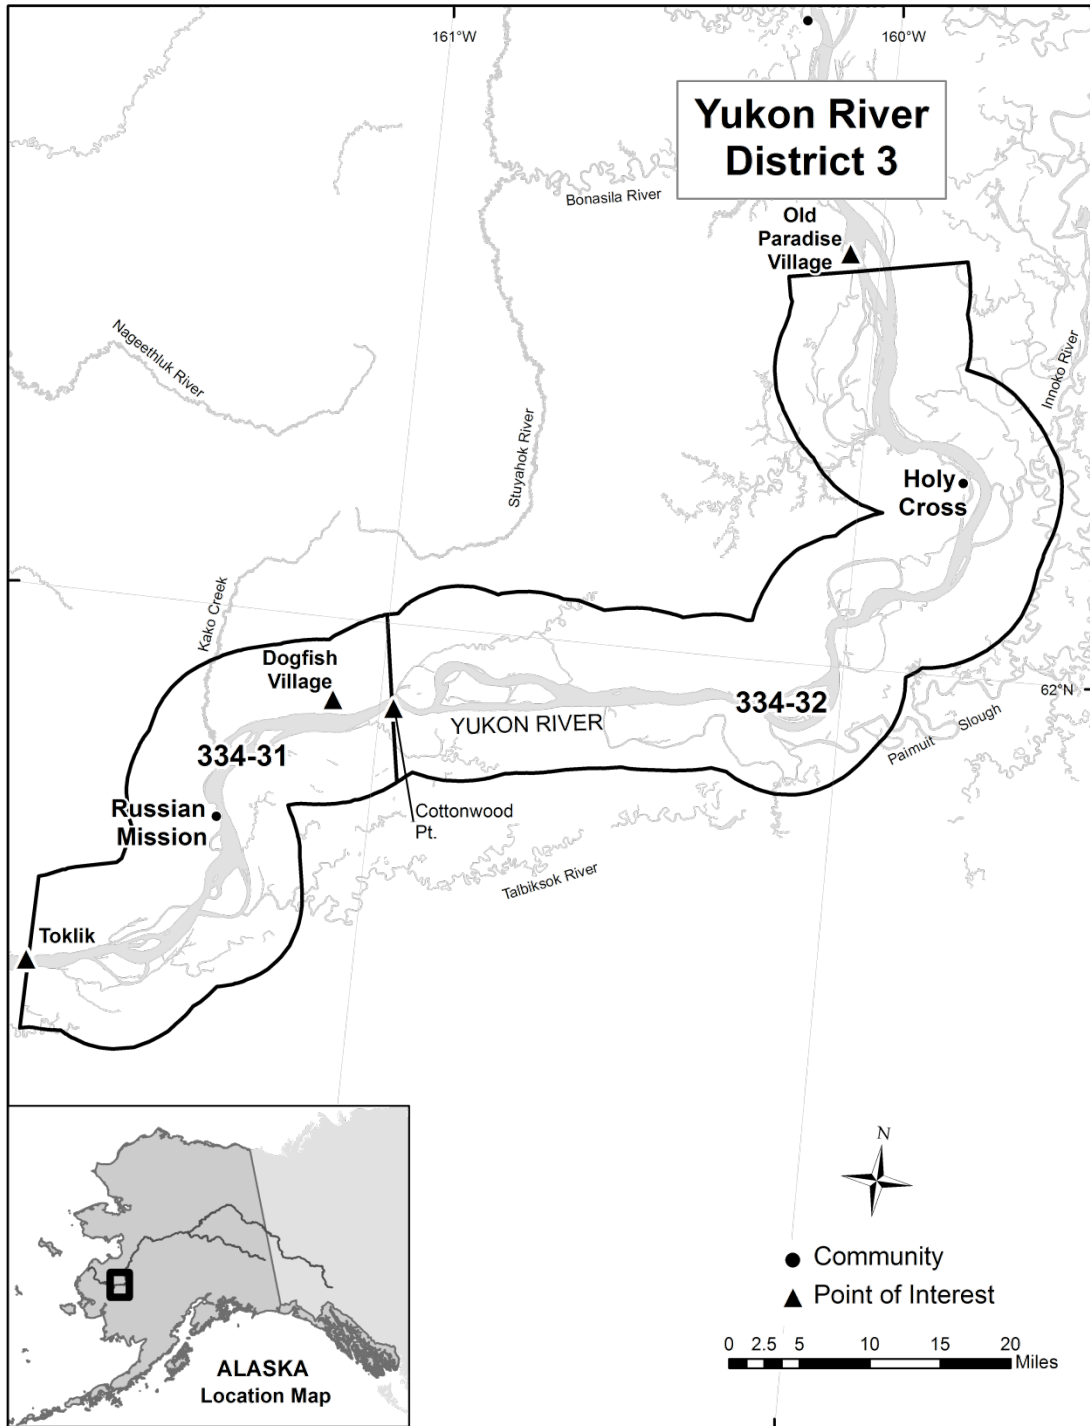 161°W
160°W
Yukon River
District 3
Bonasila River
Old
Paradise
Village
Nageethluk River
Innoko River
Stuyahok River
Holy
Cross
Kako Creek
Dogfish
Village
62°N
334-32
YUKON RIVER
Paimuit Slough
334-31
Cottonwood
Pt.
Russian
Mission
Talbiksok River
Toklik
N
Community
Point of Interest
0 2.5 5 10 15 20
Miles
ALASKA
Location Map